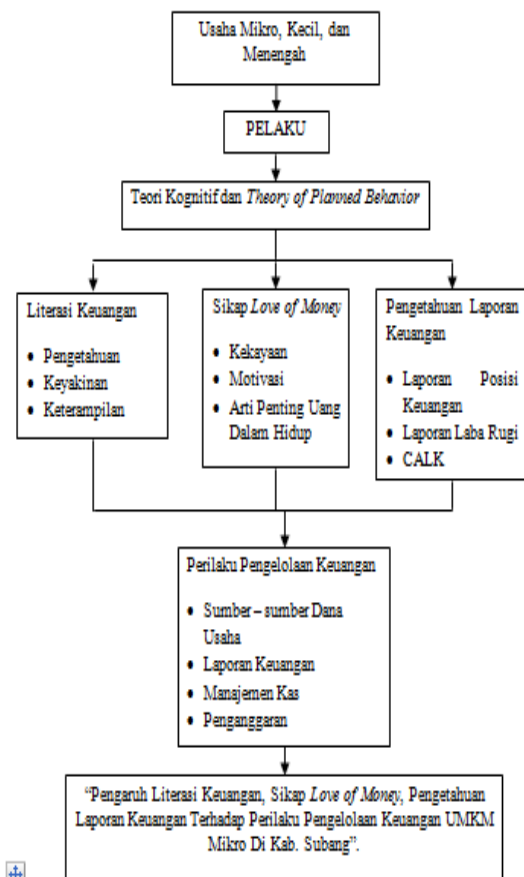 Usaha Mikro, Kecil, dan
Menengah
PELAKU
Teori Kognitif dan Theory of Planned Behavior
Literasi Keuangan
• Pengetahuan
• Keyakinan
• Keterampilan
Sikap Love of Money
• Kekayaan
• Motivasi
• Arti Penting Uang
Dalam Hidup
Pengetahuan Laporan
Keuangan
• Laporan Posisi
Keuangan
• Laporan Laba Rugi
• CALK
Perilaku Pengelolaan Keuangan
• Sumber – sumber Dana
Usaha
• Laporan Keuangan
• Manajemen Kas
• Penganggaran
“Pengaruh Literasi Keuangan, Sikap Love of Money, Pengetahuan
Laporan Keuangan Terhadap Perilaku Pengelolaan Keuangan UMKM
Mikro Di Kab. Subang”.